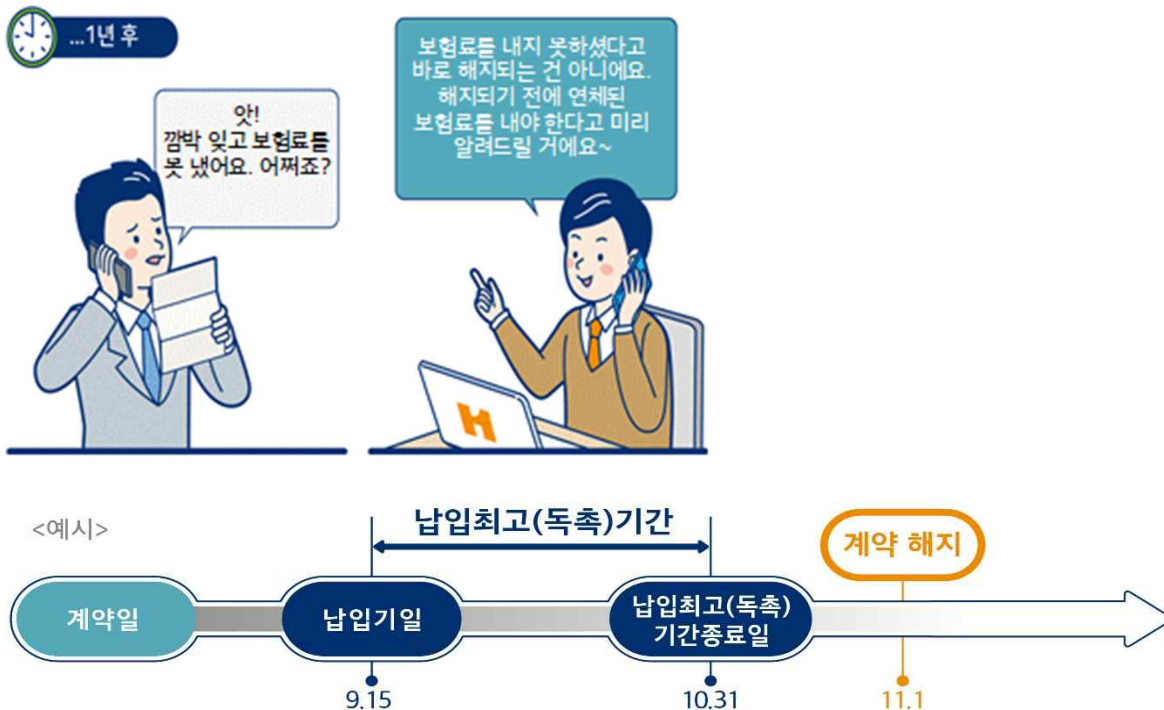 ...1년 후
앗!
깜박 잊고 보험료를
못 냈어요. 어쩌죠?
보험료를 내지 못하셨다고
바로 해지되는 건 아니에요.
해지되기 전에 연체된
보험료를 내야 한다고 미리
알려드릴 거에요~
<예시>
납입최고(독촉)기간
계약 해지
계약일
납입기일
납입최고(독촉)
기간종료일
9.15
10.31
11.1